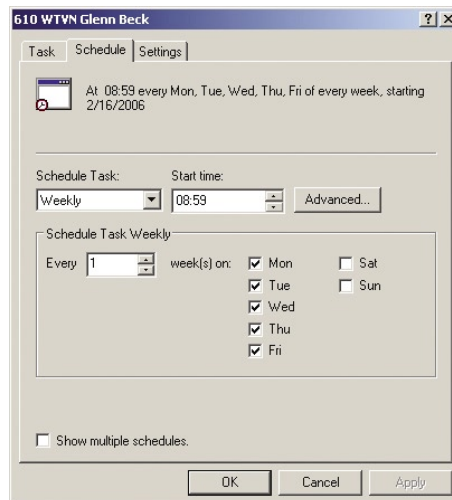 610 WTVN Glenn Beck
Task Schedule Settings
At 08:59 every Mon, Tue, Wed, Thu, Fri of every week, starting
2/16/2006
Schedule Task: Start time:
Weekly 08:59 Advanced...
Schedule Task Weekly
Every 1 week(s) on: Mon Sat
Tue Sun
Wed
Thu
Fri
Show multiple schedules.
OK Cancel Apply